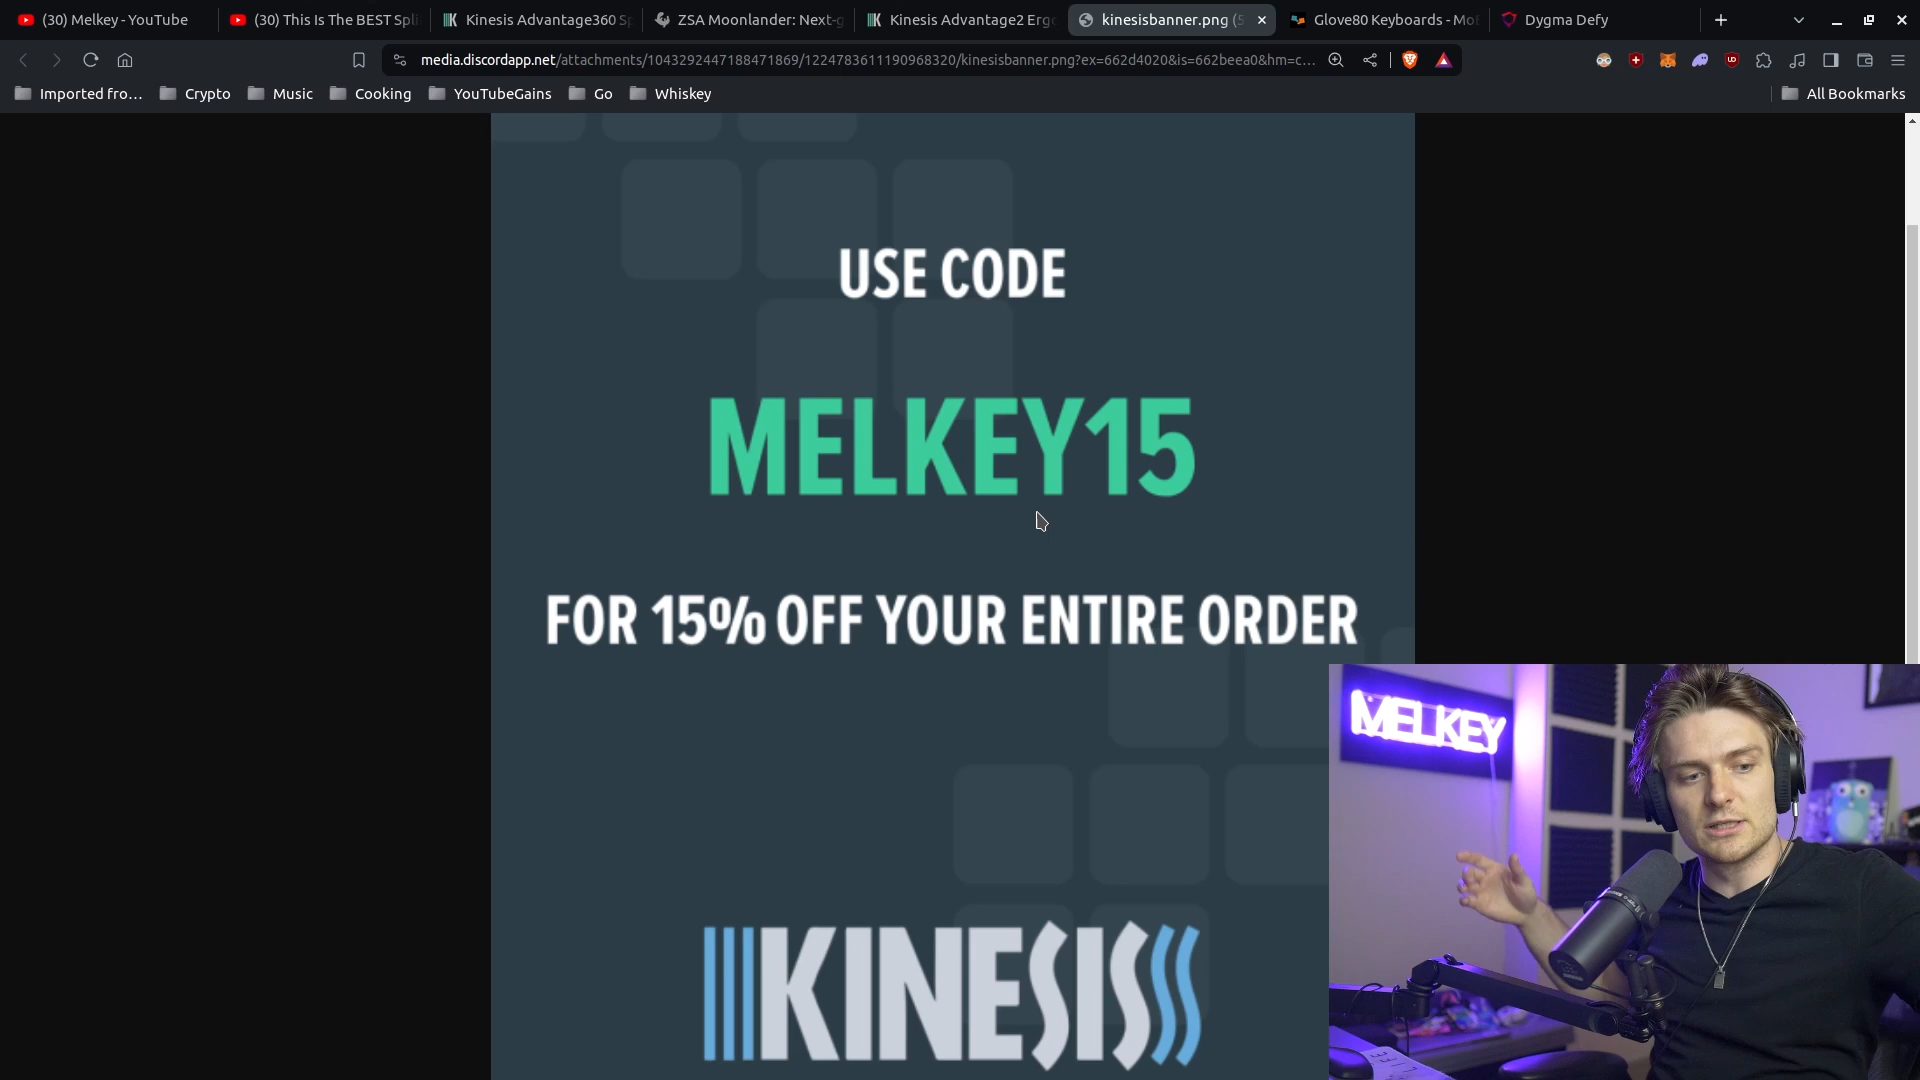 (30) Melkey - YouTube
(30) This Is The BEST Spli
Kinesis Advantage360 Sp
ZSA Moonlander: Next-g
Kinesis Advantage2 Erg
kinesisbanner.png (5
Glove80 Keyboards - Mo
Dygma Defy
media.discordapp.net/attachments/1043292447188471869/1224783611190968320/kinesisbanner.png?ex=662d4020&is=662beea0&hm=c...
Imported fro...
Crypto
Music
Cooking
YouTubeGains
Go
Whiskey
All Bookmarks
USE CODE
MELKEY15
FOR 15% OFF YOUR ENTIRE ORDER
MELKEY
KINESIS